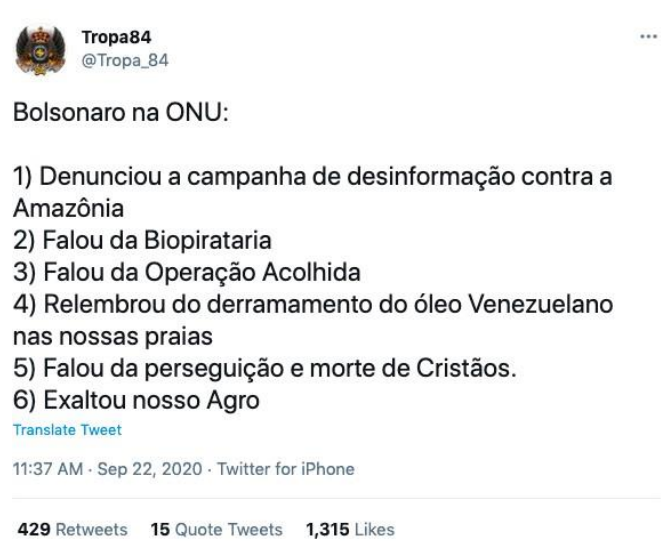 Tropa84
@Tropa_84
Bolsonaro na ONU:
1) Denunciou a campanha de desinformação contra a
Amazônia
2) Falou da Biopirataria
3) Falou da Operação Acolhida
4) Relembrou do derramamento do óleo Venezuelano
nas nossas praias
5) Falou da perseguição e morte de Cristãos.
6) Exaltou nosso Agro
Translate Tweet
11:37 AM · Sep 22, 2020 · Twitter for iPhone
429 Retweets 15 Quote Tweets 1,315 Likes